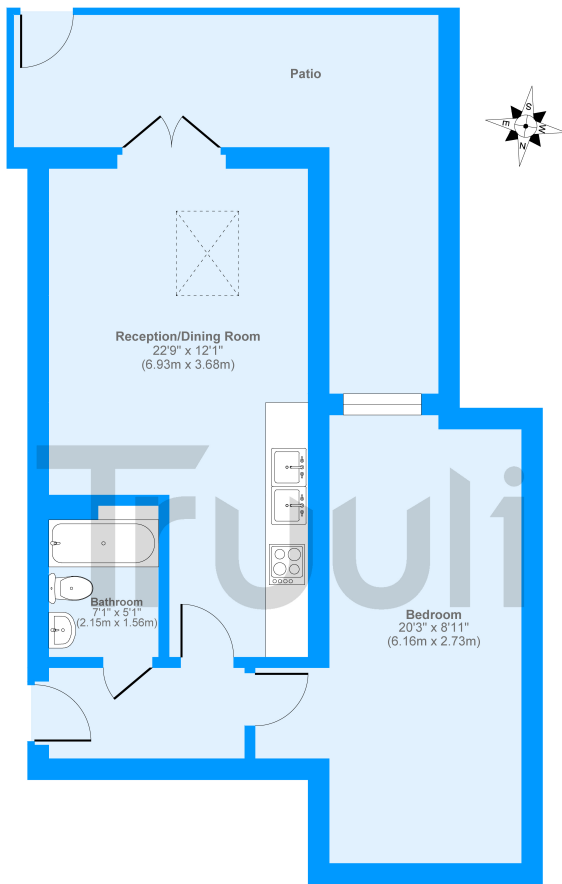 Patio
S
E
W
N
Reception/Dining Room
22'9" x 12'1"
(6.93m x 3.68m)
Truuli
Bathroom
7'1" x 5'1"
(2.15m x 1.56m)
Bedroom
20'3" x 8'11"
(6.16m x 2.73m)